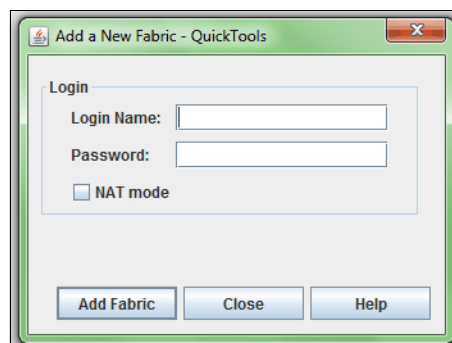 Add a New Fabric - QuickTools
Login
Login Name:
Password:
NAT mode
Add Fabric Close Help